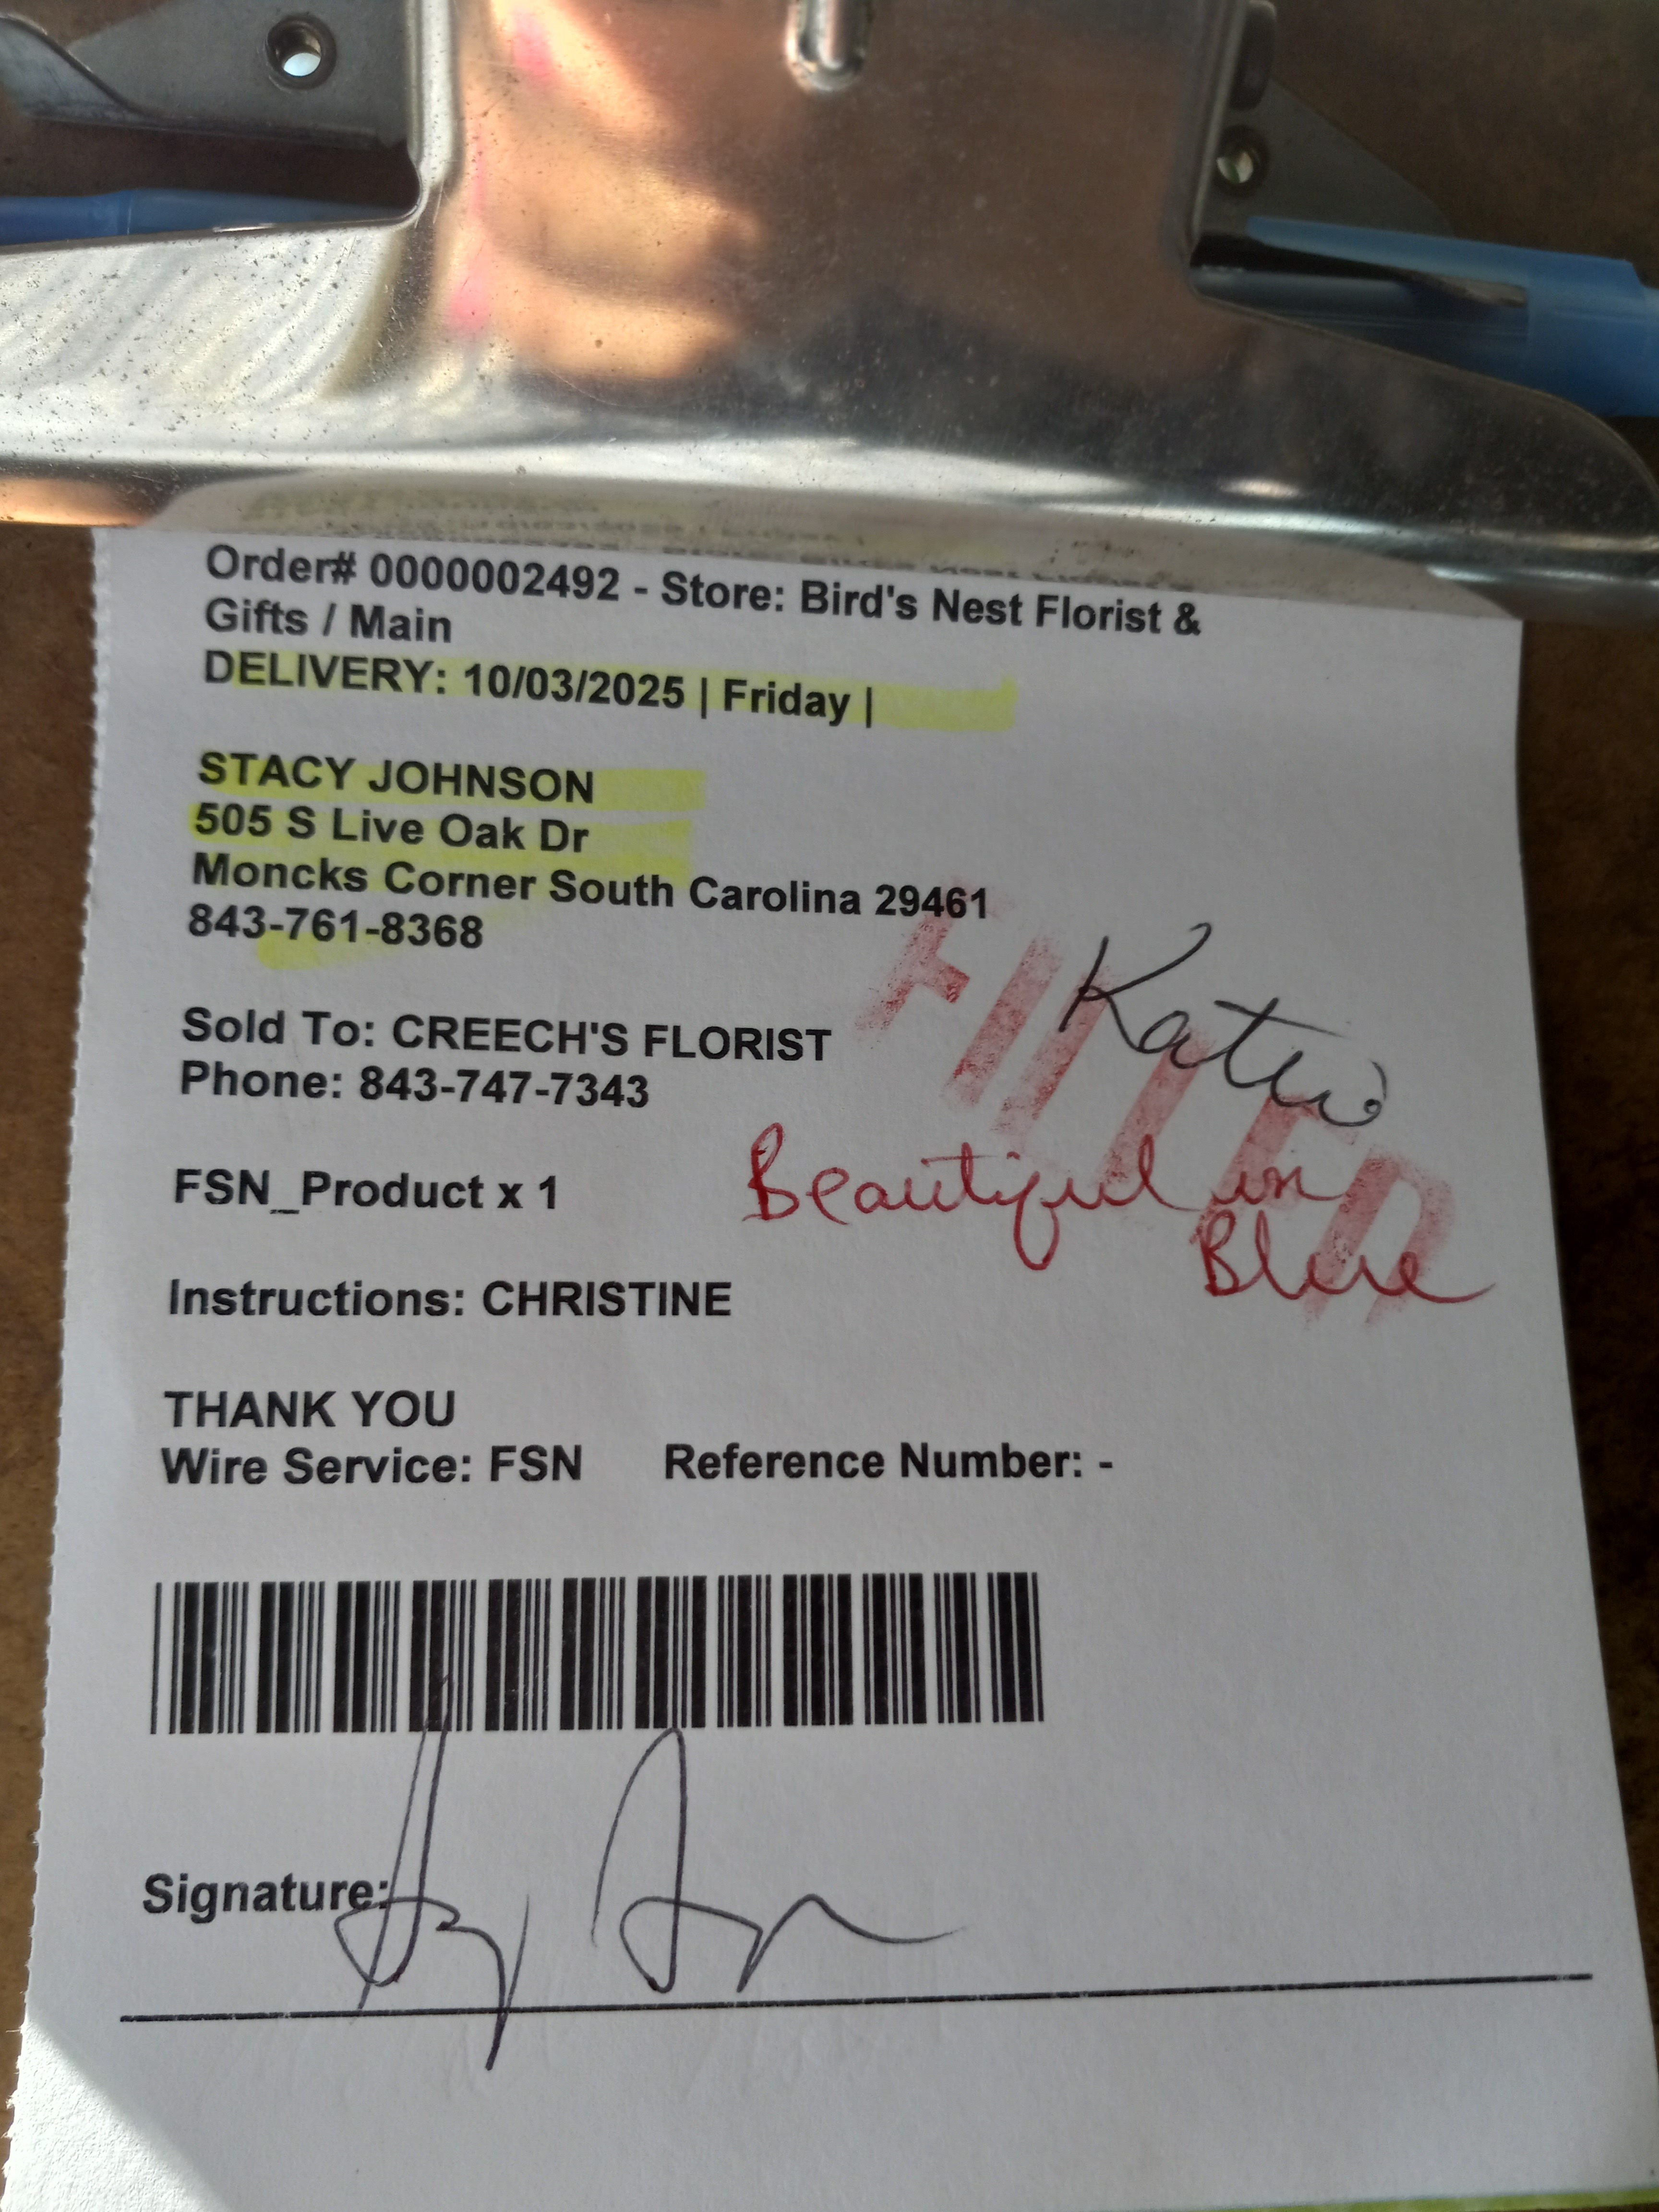 Order# 0000002492 - Store: Bird's Nest Florist &
Gifts / Main
DELIVERY: 10/03/2025 | Friday |
STACY JOHNSON
505 S Live Oak Dr
Moncks Corner South Carolina 29461
843-761-8368
FILLED
Katie
Sold To: CREECH'S FLORIST
Phone: 843-747-7343
FSN_Product x 1
Beautiful in
Blue
Instructions: CHRISTINE
THANK YOU
Wire Service: FSN Reference Number: -
Signature: